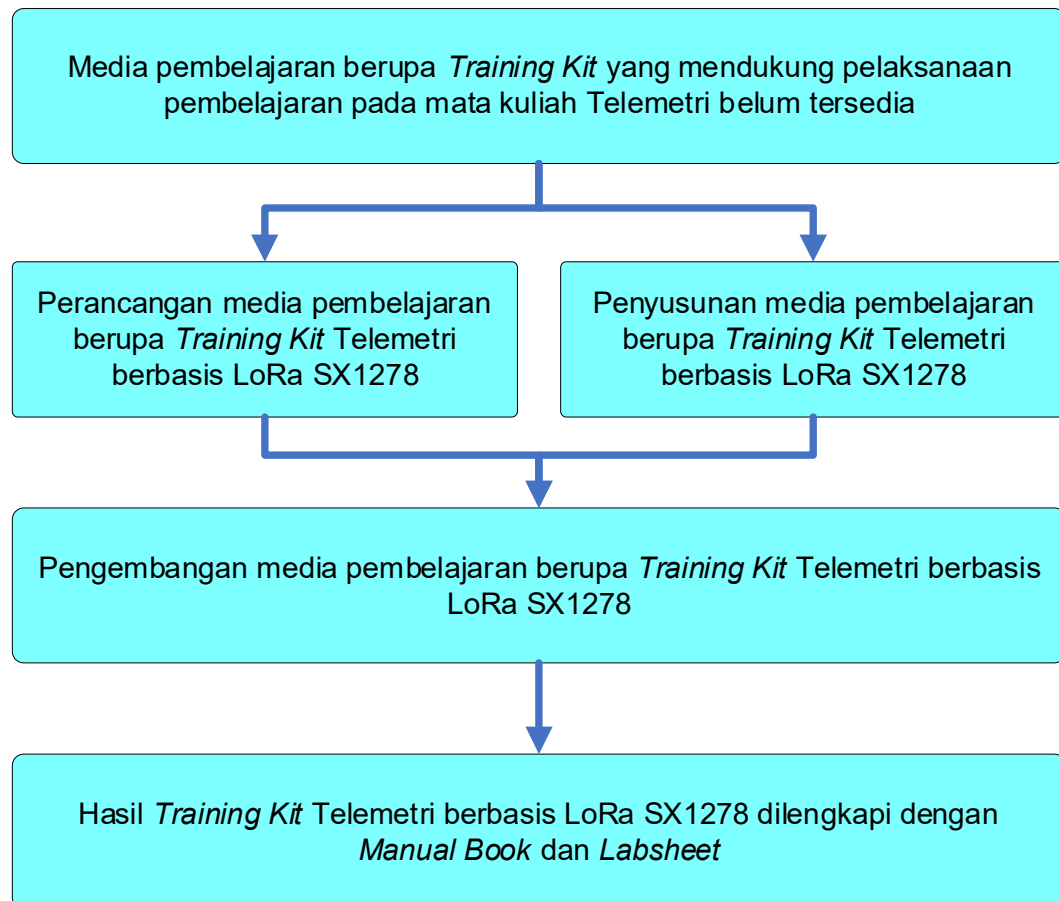 Media pembelajaran berupa Training Kit yang mendukung pelaksanaan
pembelajaran pada mata kuliah Telemetri belum tersedia
Perancangan media pembelajaran
berupa Training Kit Telemetri
berbasis LoRa SX1278
Penyusunan media pembelajaran
berupa Training Kit Telemetri
berbasis LoRa SX1278
Pengembangan media pembelajaran berupa Training Kit Telemetri berbasis
LoRa SX1278
Hasil Training Kit Telemetri berbasis LoRa SX1278 dilengkapi dengan
Manual Book dan Labsheet